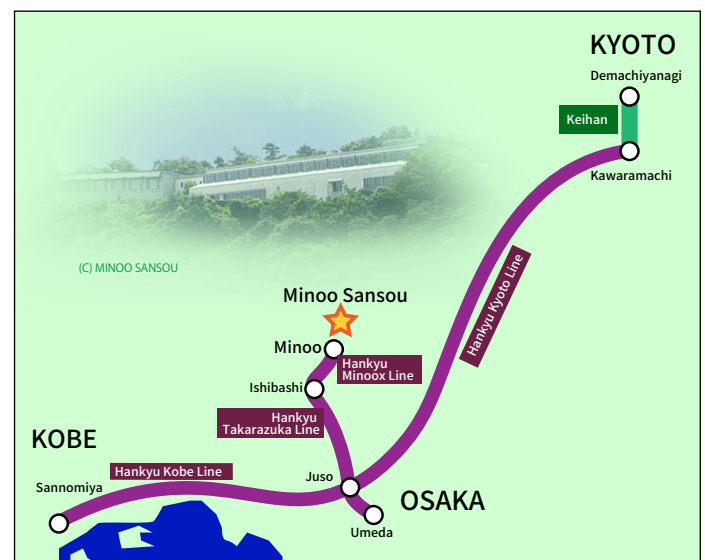 KYOTO
Demachiyanagi
Keihan
Kawaramachi
(C) MINOO SANSOU
Hankyu Kyoto Line
Minoo Sansou
Minoo
Hankyu
Minoox Line
Ishibashi
Hankyu
Takarazuka Line
KOBE
Hankyu Kobe Line
Juso
Sannomiya
OSAKA
Umeda